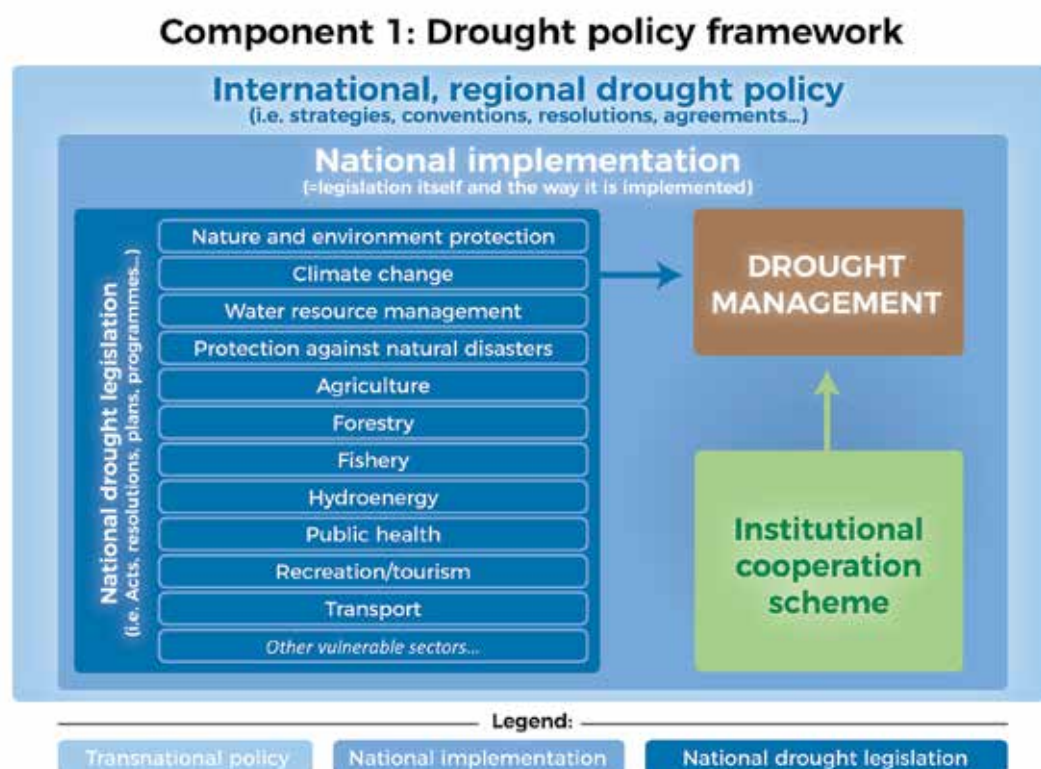 Component 1: Drought policy framework
International, regional drought policy
(i.e. strategies, conventions, resolutions, agreements...)
National implementation
(=legislation itself and the way it is implemented)
National drought legislation
(i.e. Acts, resolutions, plans, programmes...)
Nature and environment protection
Climate change
Water resource management
Protection against natural disasters
Agriculture
Forestry
Fishery
Hydroenergy
Public health
Recreation/tourism
Transport
Other vulnerable sectors...
DROUGHT
MANAGEMENT
Institutional
cooperation
scheme
Legend:
Transnational policy
National implementation
National drought legislation